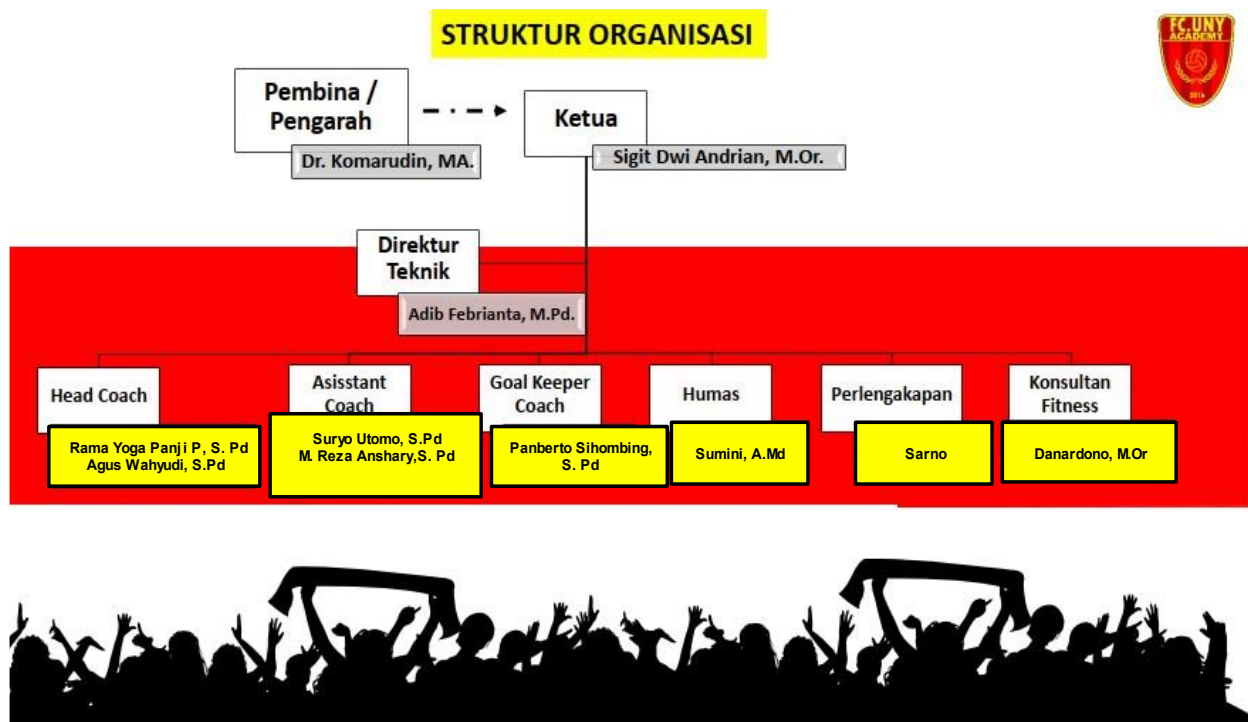 STRUKTUR ORGANISASI
FC.UNY
ACADEMY
2016
Pembina /
Pengarah
Dr. Komarudin, MA.
Ketua
Sigit Dwi Andrian, M.Or.
Direktur
Teknik
Adib Febrianta, M.Pd.
Head Coach
Rama Yoga Panji P, S. Pd
Agus Wahyudi, S.Pd
Asisstant
Coach
Suryo Utomo, S.Pd
M. Reza Anshary,S. Pd
Goal Keeper
Coach
Panberto Sihombing,
S. Pd
Humas
Sumini, A.Md
Perlengakapan
Sarno
Konsultan
Fitness
Danardono, M.Or